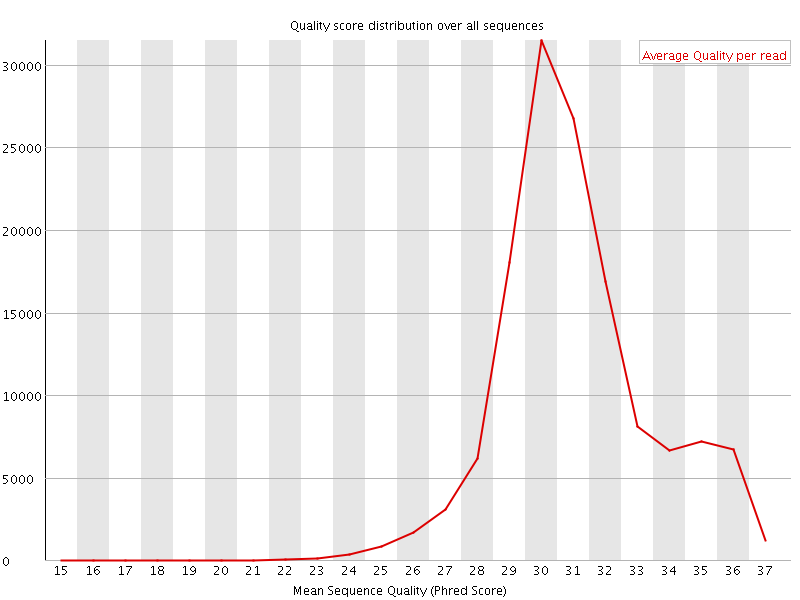 Quality score distribution over all sequences
Average Quality per read
30000
25000
20000
15000
10000
5000
0
15 16 17 18 19 20 21 22 23 24 25 26 27 28 29 30 31 32 33 34 35 36 37
Mean Sequence Quality (Phred Score)